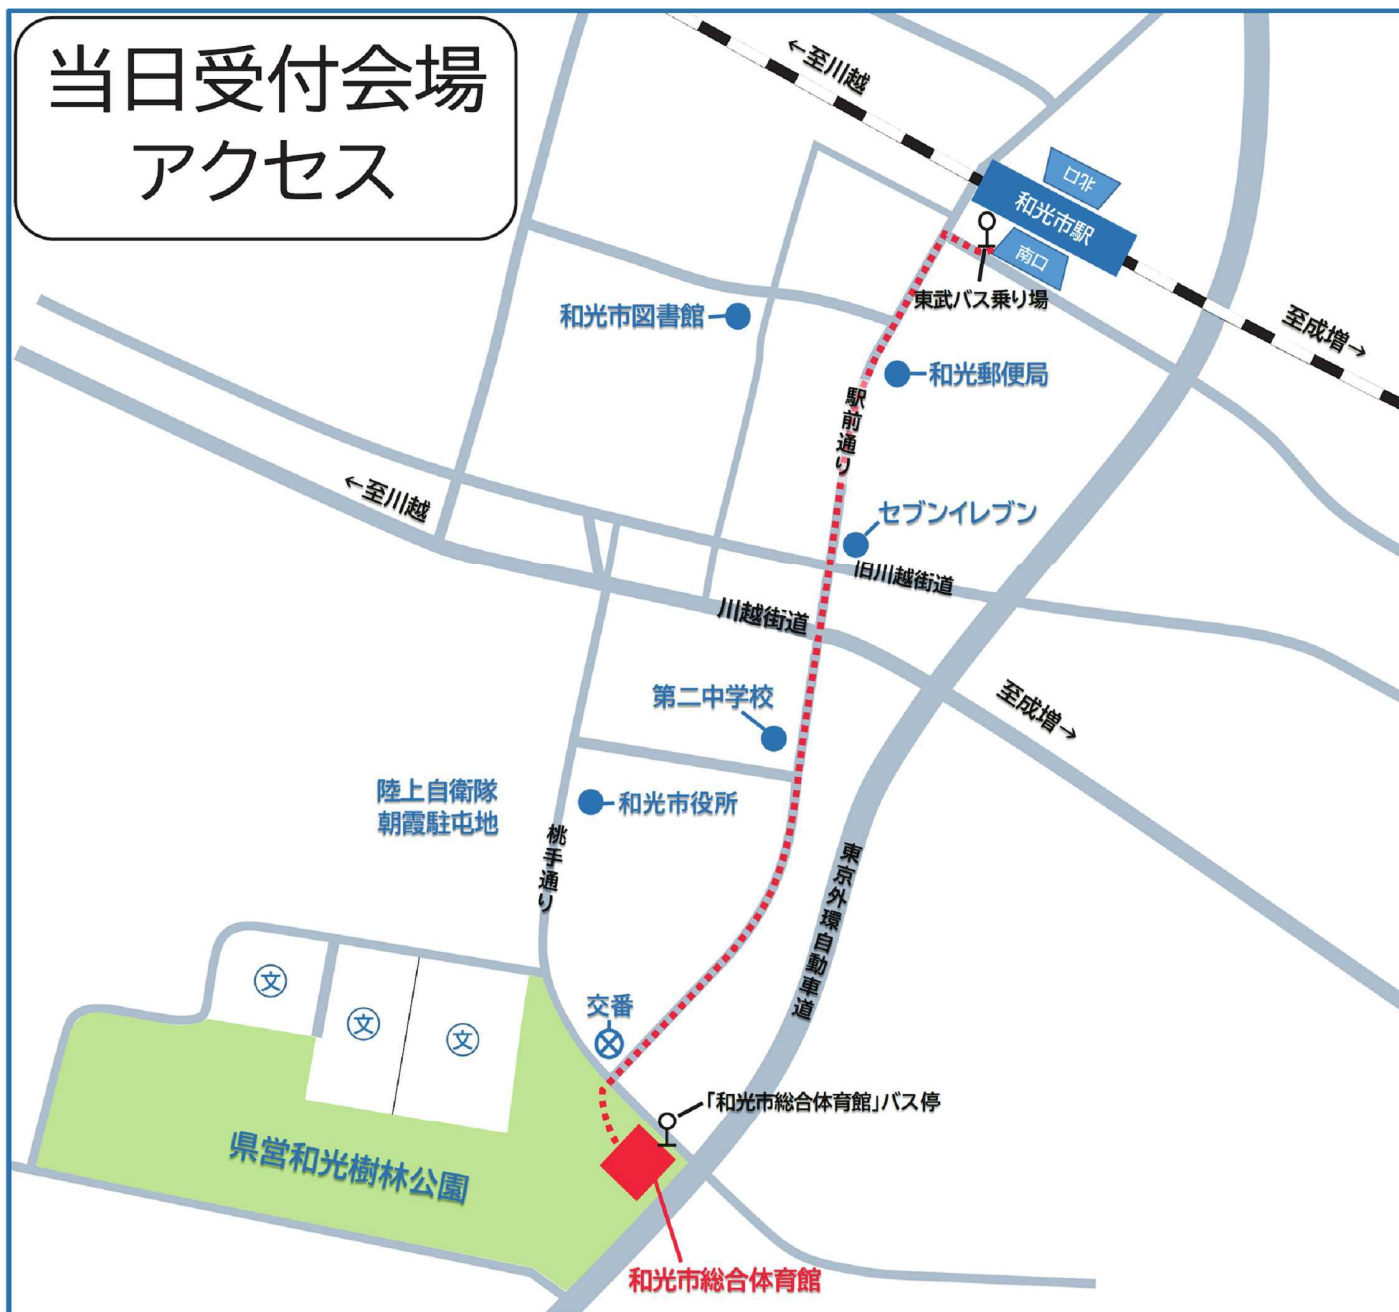 当日受付会場
アクセス
←至川越
北口
和光市駅
南口
東武バス乗り場
至成増→
和光市図書館
和光郵便局
駅前通り
←至川越
セブンイレブン
旧川越街道
川越街道
第二中学校
至成増→
陸上自衛隊
朝霞駐屯地
和光市役所
桃手通り
東京外環自動車道
文
文
文
交番
「和光市総合体育館」バス停
県営和光樹林公園
和光市総合体育館